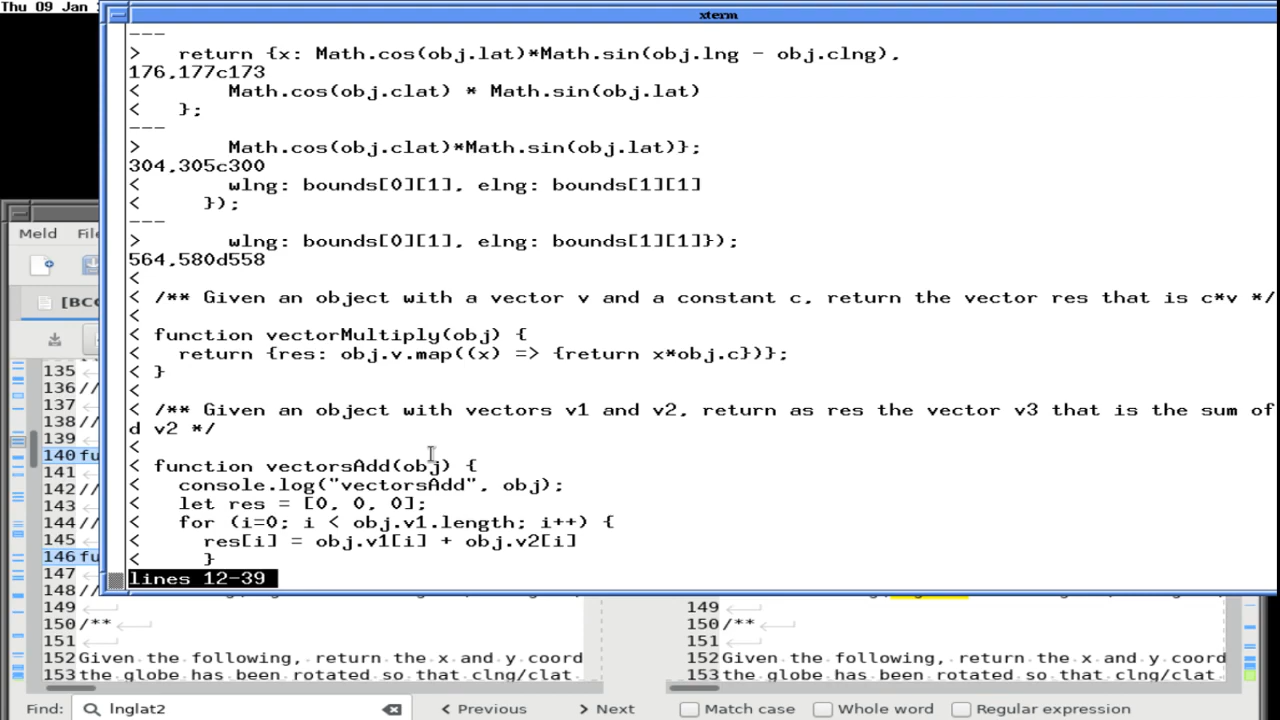 Thu 09 Jan
xterm
---
>   return {x: Math.cos(obj.lat)*Math.sin(obj.lng - obj.clng),
176,177c173
<       Math.cos(obj.clat) * Math.sin(obj.lat)
<   };
---
>       Math.cos(obj.clat)*Math.sin(obj.lat)};
304,305c300
<       wlng: bounds[0][1], elng: bounds[1][1]
<     });
---
>       wlng: bounds[0][1], elng: bounds[1][1]});
564,580d558
<
< /** Given an object with a vector v and a constant c, return the vector res that is c*v */
<
< function vectorMultiply(obj) {
<   return {res: obj.v.map((x) => {return x*obj.c})};
< }
<
< /** Given an object with vectors v1 and v2, return as res the vector v3 that is the sum of
d v2 */
<
< function vectorsAdd(obj) {
<   console.log("vectorsAdd", obj);
<   let res = [0, 0, 0];
<   for (i=0; i < obj.v1.length; i++) {
<     res[i] = obj.v1[i] + obj.v2[i]
<     }
lines 12-39
Meld File
[BCC
135
136 //
137
138 //
139
140 fu
141
142 //
143
144 //
145
146 fu
147
148 //
149
150 /**
151
152 Given the following, return the x and y coord
153 the globe has been rotated so that clng/clat
149
150 /**
151
152 Given the following, return the x and y coord
153 the globe has been rotated so that clng/clat
Find: lnglat2 < Previous > Next Match case Whole word Regular expression